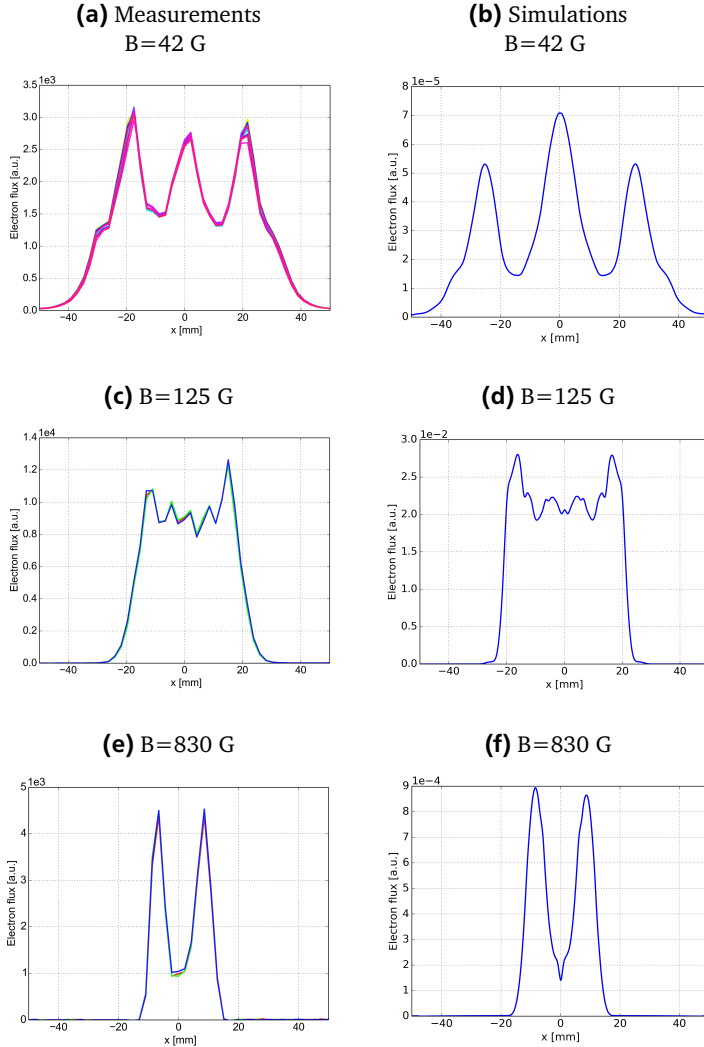 (a) Measurements
B=42 G
(b) Simulations
B=42 G
1e3
3.5
3.0
2.5
2.0
1.5
1.0
0.5
0.0
Electron flux [a.u.]
−40 −20 0 20 40
x [mm]
1e−5
8
7
6
5
4
3
2
1
0
Electron flux [a.u.]
−40 −20 0 20 40
x [mm]
(c) B=125 G
(d) B=125 G
1e4
1.4
1.2
1.0
0.8
0.6
0.4
0.2
0.0
Electron flux [a.u.]
−40 −20 0 20 40
x [mm]
1e−2
3.0
2.5
2.0
1.5
1.0
0.5
0.0
Electron flux [a.u.]
−40 −20 0 20 40
x [mm]
(e) B=830 G
(f) B=830 G
1e3
5
4
3
2
1
0
Electron flux [a.u.]
−40 −20 0 20 40
x [mm]
1e−4
9
8
7
6
5
4
3
2
1
0
Electron flux [a.u.]
−40 −20 0 20 40
x [mm]